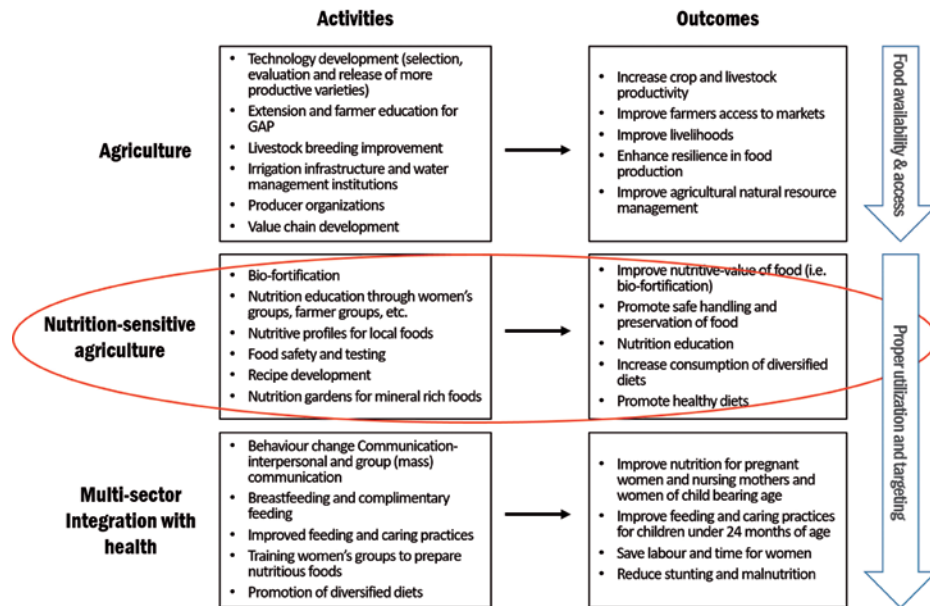 Activities
Outcomes
Agriculture
• Technology development (selection,
evaluation and release of more
productive varieties)
• Extension and farmer education for
GAP
• Livestock breeding improvement
• Irrigation infrastructure and water
management institutions
• Producer organizations
• Value chain development
• Increase crop and livestock
productivity
• Improve farmers access to markets
• Improve livelihoods
• Enhance resilience in food
production
• Improve agricultural natural resource
management
Food availability & access
Nutrition-sensitive
agriculture
• Bio-fortification
• Nutrition education through women's
groups, farmer groups, etc.
• Nutritive profiles for local foods
• Food safety and testing
• Recipe development
• Nutrition gardens for mineral rich foods
• Improve nutritive-value of food (i.e.
bio-fortification)
• Promote safe handling and
preservation of food
• Nutrition education
• Increase consumption of diversified
diets
• Promote healthy diets
Proper utilization and targeting
Multi-sector
Integration with
health
• Behaviour change Communication-
interpersonal and group (mass)
communication
• Breastfeeding and complimentary
feeding
• Improved feeding and caring practices
• Training women's groups to prepare
nutritious foods
• Promotion of diversified diets
• Improve nutrition for pregnant
women and nursing mothers and
women of child bearing age
• Improve feeding and caring practices
for children under 24 months of age
• Save labour and time for women
• Reduce stunting and malnutrition